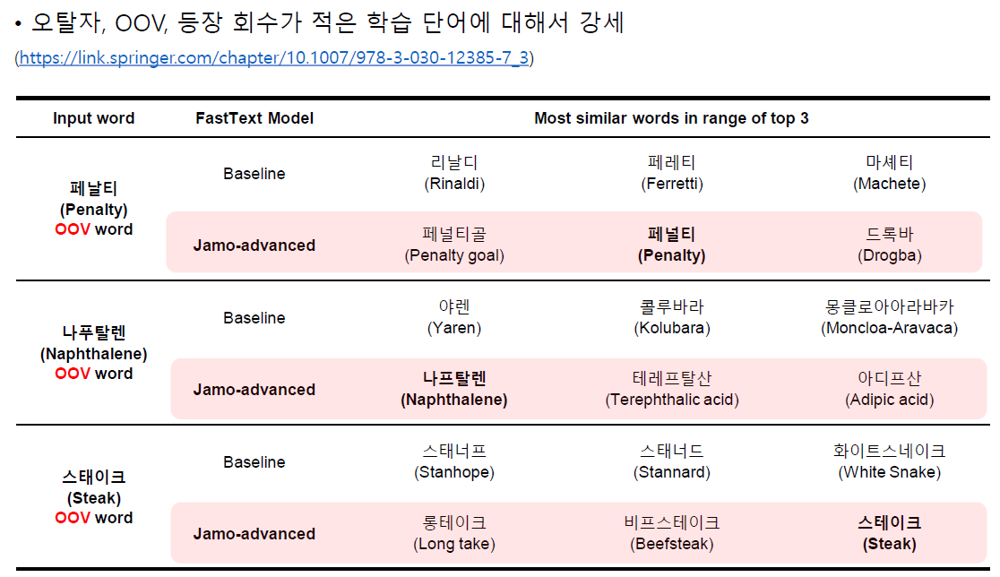 • 오탈자, OOV, 등장 회수가 적은 학습 단어에 대해서 강세
(https://link.springer.com/chapter/10.1007/978-3-030-12385-7_3)
Input word FastText Model Most similar words in range of top 3
페날티
(Penalty)
OOV word
Baseline
리날디
(Rinaldi)
페레티
(Ferretti)
마셰티
(Machete)
Jamo-advanced
페널티골
(Penalty goal)
페널티
(Penalty)
드록바
(Drogba)
나푸탈렌
(Naphthalene)
OOV word
Baseline
야렌
(Yaren)
콜루바라
(Kolubara)
몽클로아아라바카
(Moncloa-Aravaca)
Jamo-advanced
나프탈렌
(Naphthalene)
테레프탈산
(Terephthalic acid)
아디프산
(Adipic acid)
스태이크
(Steak)
OOV word
Baseline
스태너프
(Stanhope)
스태너드
(Stannard)
화이트스네이크
(White Snake)
Jamo-advanced
롱테이크
(Long take)
비프스테이크
(Beefsteak)
스테이크
(Steak)